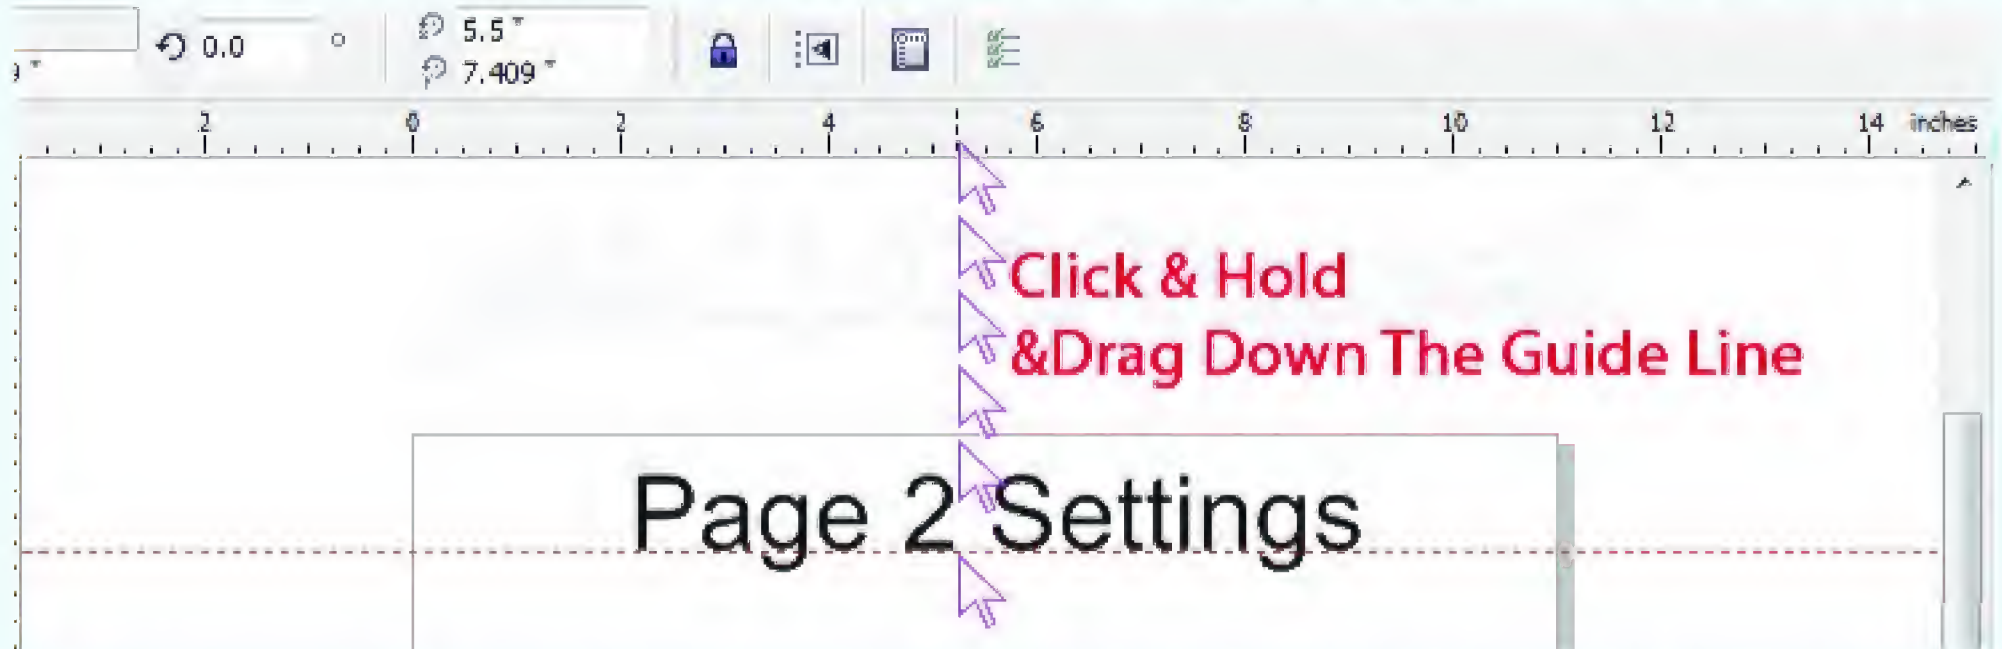 0.0 °
5.5 "
9 "
7.409 "
2 0 2 4 6 8 10 12 14 inches
Click & Hold
&Drag Down The Guide Line
Page 2 Settings